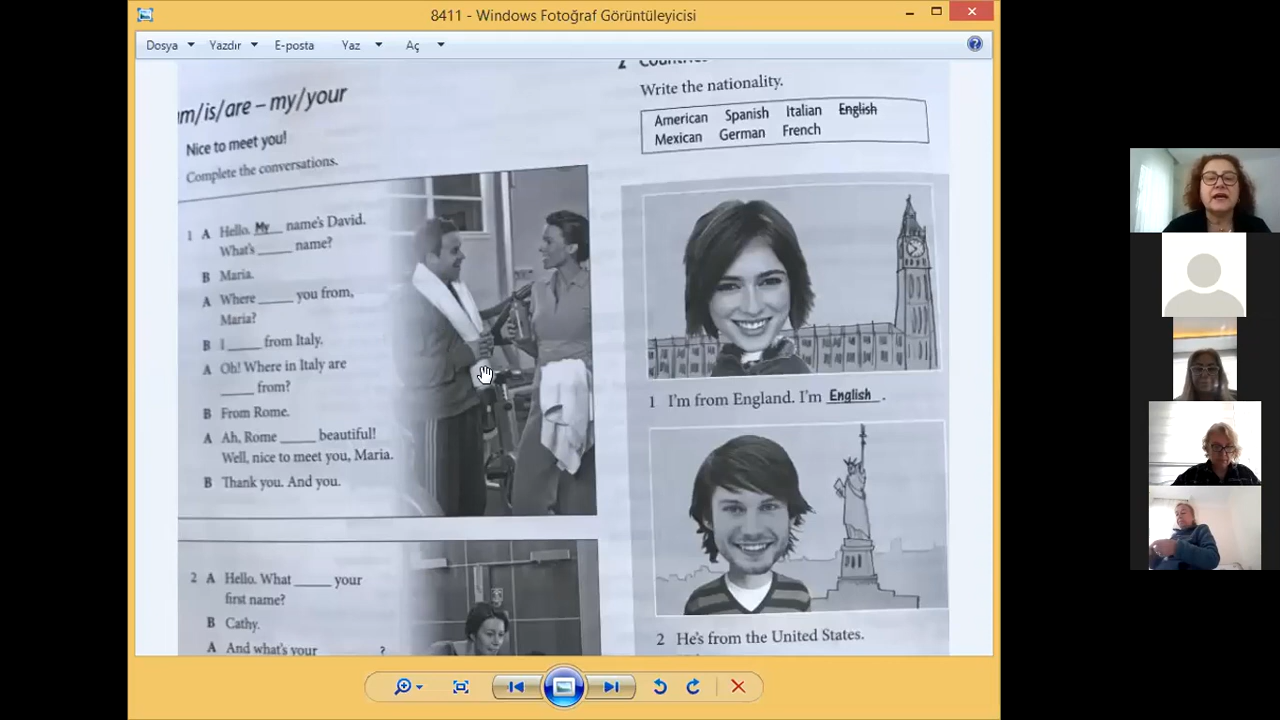 8411 - Windows Fotoğraf Görüntüleyicisi
Dosya Yazdır E-posta Yaz Aç
m/is/are – my/your
Nice to meet you!
Complete the conversations.
1 A Hello. My name's David.
What's _____ name?
B Maria.
A Where _____ you from,
Maria?
B I _____ from Italy.
A Oh! Where in Italy are
_____ from?
B From Rome.
A Ah, Rome _____ beautiful!
Well, nice to meet you, Maria.
B Thank you. And you.
2 A Hello. What _____ your
first name?
B Cathy.
A And what's your _____?
2
Write the nationality.
American Spanish Italian English
Mexican German French
1 I'm from England. I'm English.
2 He's from the United States.